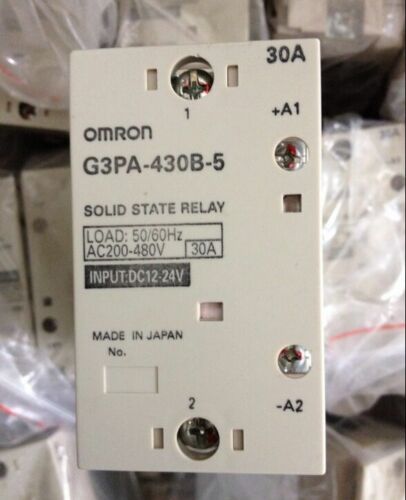 30A
1
+A1
OMRON
G3PA-430B-5
SOLID STATE RELAY
LOAD: 50/60Hz
AC200-480V 30A
INPUT:DC12-24V
MADE IN JAPAN
No.
2
-A2